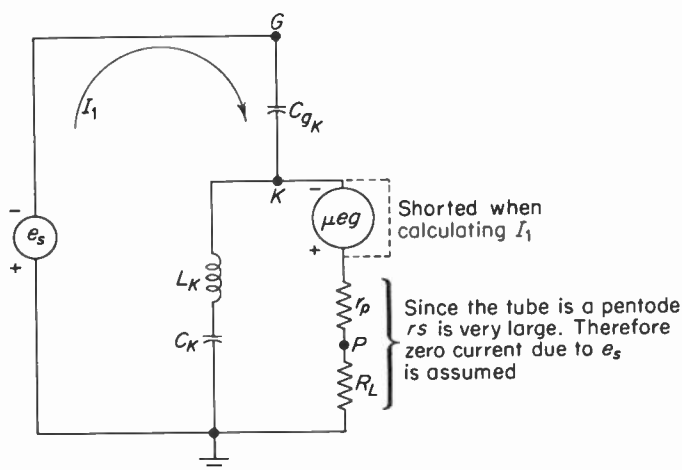 G
I1
CgK
K
-
μeg
+
Shorted when
calculating I1
-
es
+
LK
CK
rp
P
RL
Since the tube is a pentode
rs is very large. Therefore
zero current due to es
is assumed